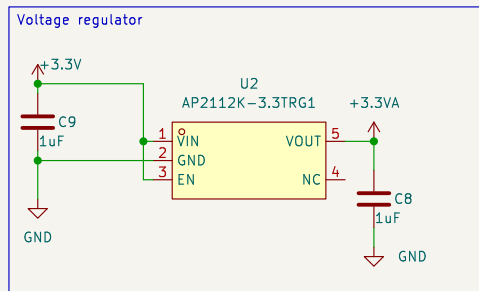 Voltage regulator
+3.3V
U2
AP2112K-3.3TRG1
+3.3VA
C9
1uF
1
VIN
VOUT
5
2
GND
3
EN
NC
4
C8
1uF
GND
GND